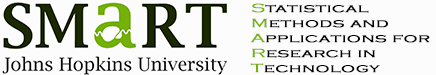 SMART
Johns Hopkins University
STATISTICAL
METHODS AND
APPLICATIONS FOR
RESEARCH IN
TECHNOLOGY